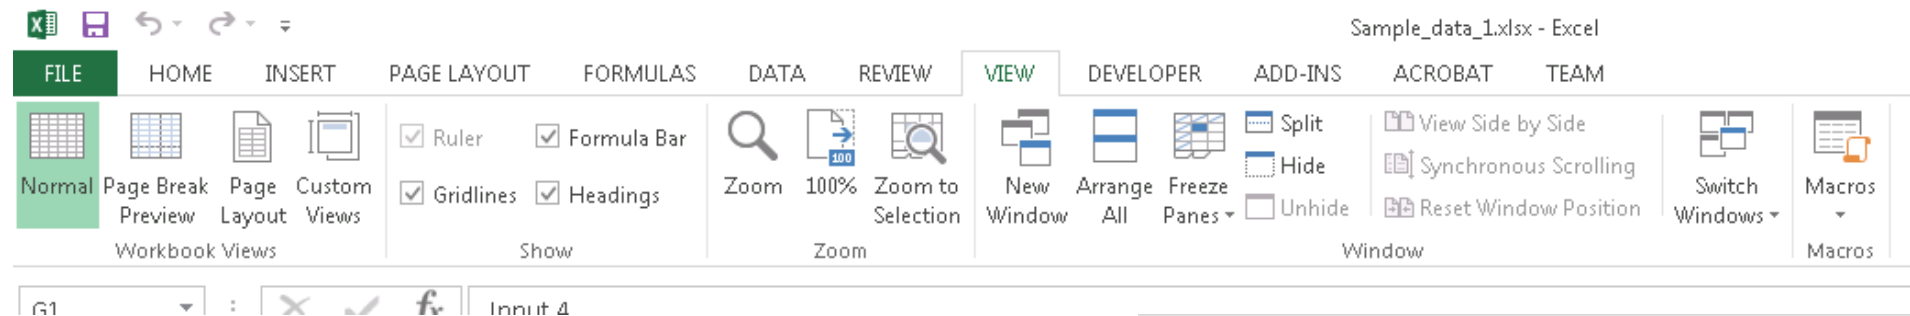 Sample_data_1.xlsx - Excel
FILE HOME INSERT PAGE LAYOUT FORMULAS DATA REVIEW VIEW DEVELOPER ADD-INS ACROBAT TEAM
Normal
Page Break
Preview
Page
Layout
Custom
Views
Workbook Views
Ruler
Formula Bar
Gridlines
Headings
Show
Zoom
100
100%
Zoom to
Selection
Zoom
New
Window
Arrange
All
Freeze
Panes
Split
Hide
Unhide
View Side by Side
Synchronous Scrolling
Reset Window Position
Switch
Windows
Window
Macros
Macros
G1
fx
Input 4